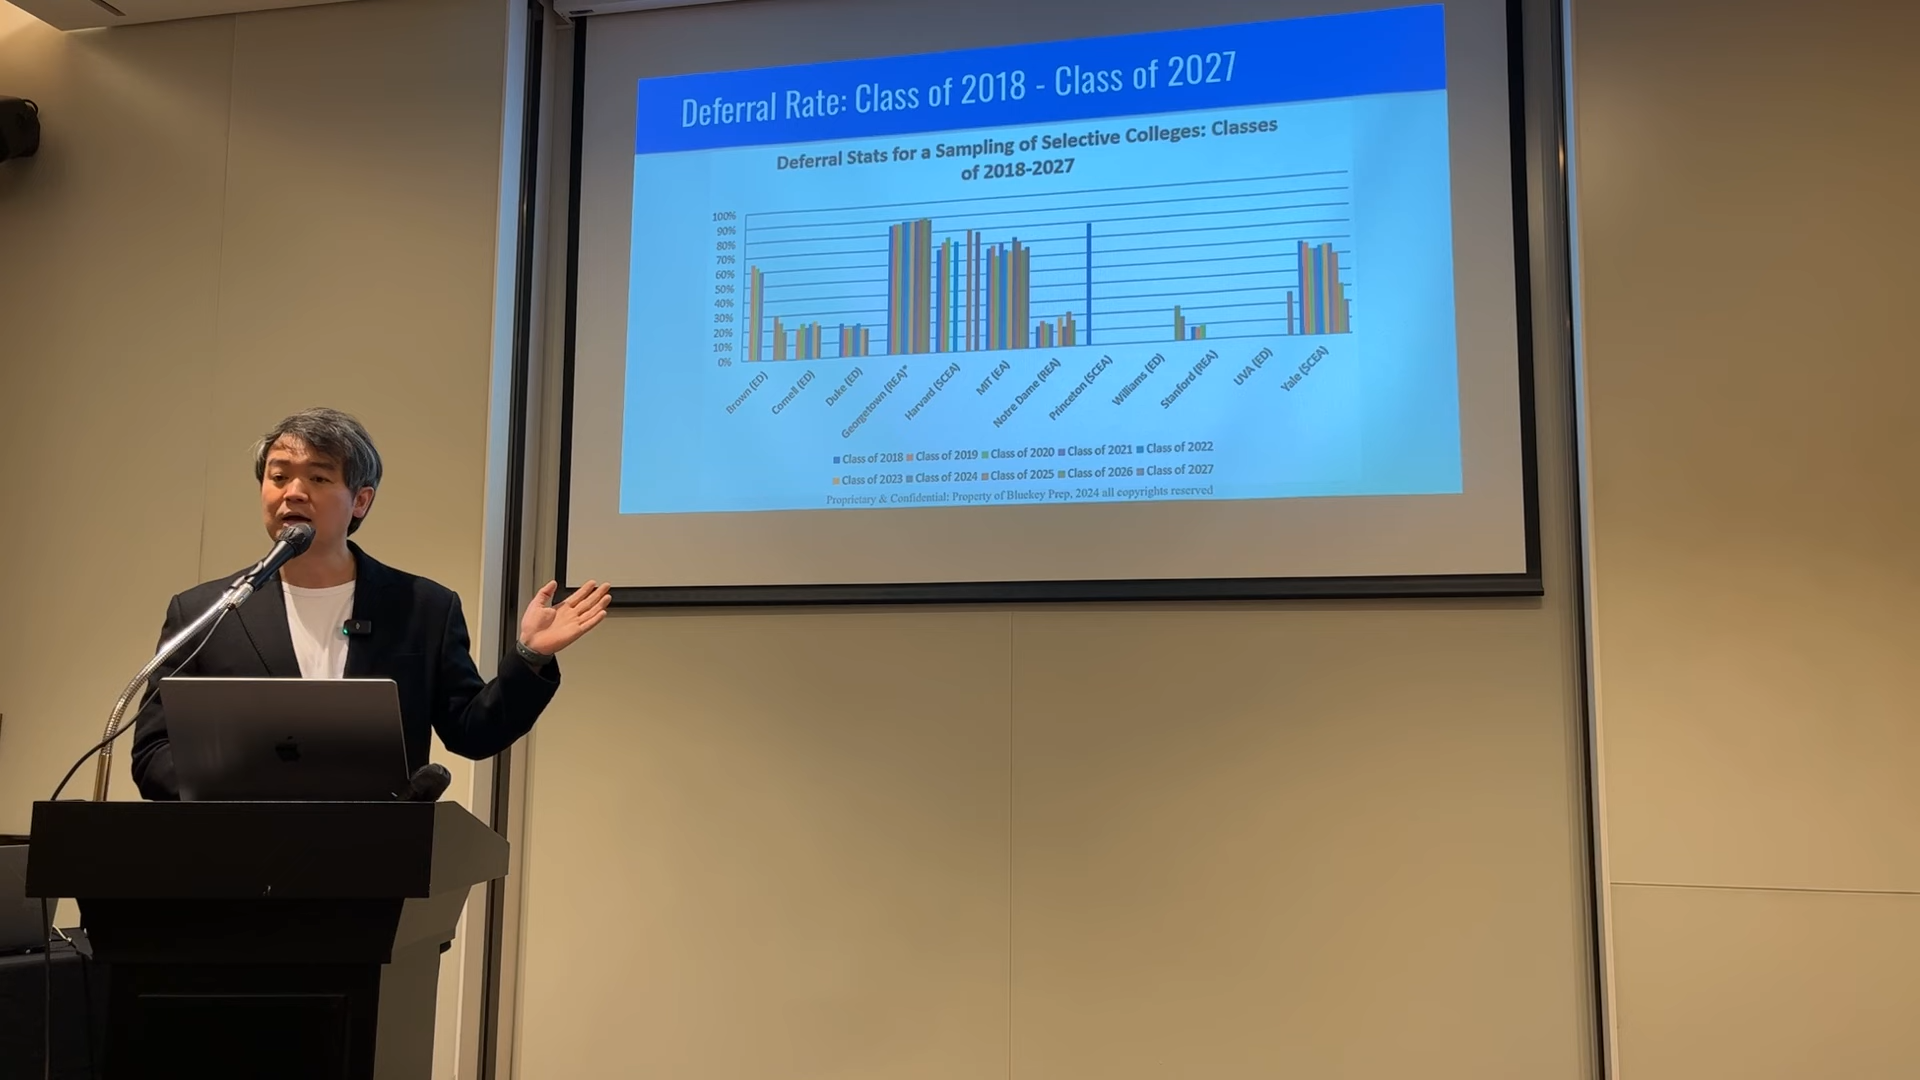 Deferral Rate: Class of 2018 - Class of 2027
Deferral Stats for a Sampling of Selective Colleges: Classes
of 2018-2027
100%
90%
80%
70%
60%
50%
40%
30%
20%
10%
0%
Brown (ED)
Cornell (ED)
Duke (ED)
Georgetown (REA)*
Harvard (SCEA)
MIT (EA)
Notre Dame (REA)
Princeton (SCEA)
Williams (ED)
Stanford (REA)
UVA (ED)
Yale (SCEA)
Class of 2018 Class of 2019 Class of 2020 Class of 2021 Class of 2022
Class of 2023 Class of 2024 Class of 2025 Class of 2026 Class of 2027
Proprietary & Confidential: Property of Bluekey Prep, 2024 all copyrights reserved